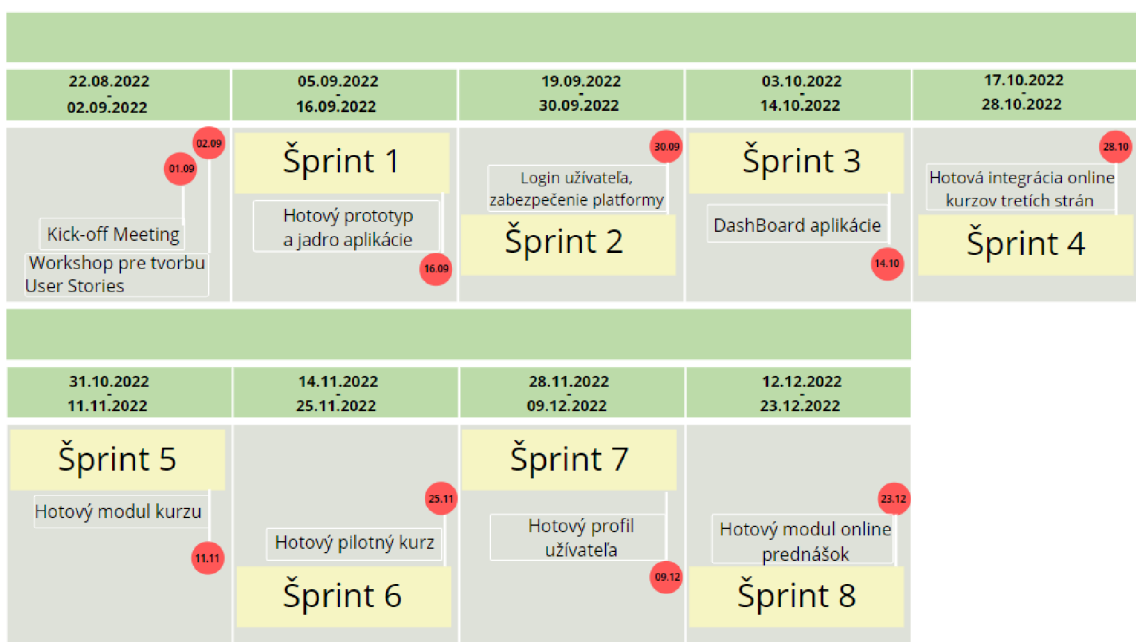 22.08.2022
-
02.09.2022
05.09.2022
-
16.09.2022
19.09.2022
-
30.09.2022
03.10.2022
-
14.10.2022
17.10.2022
-
28.10.2022
02.09
01.09
Kick-off Meeting
Workshop pre tvorbu
User Stories
Šprint 1
Hotový prototyp
a jadro aplikácie
16.09
30.09
Login užívateľa,
zabezpečenie platformy
Šprint 2
Šprint 3
DashBoard aplikácie
14.10
28.10
Hotová integrácia online
kurzov tretích strán
Šprint 4
31.10.2022
-
11.11.2022
14.11.2022
-
25.11.2022
28.11.2022
-
09.12.2022
12.12.2022
-
23.12.2022
Šprint 5
Hotový modul kurzu
11.11
25.11
Hotový pilotný kurz
Šprint 6
Šprint 7
Hotový profil
užívateľa
09.12
23.12
Hotový modul online
prednášok
Šprint 8